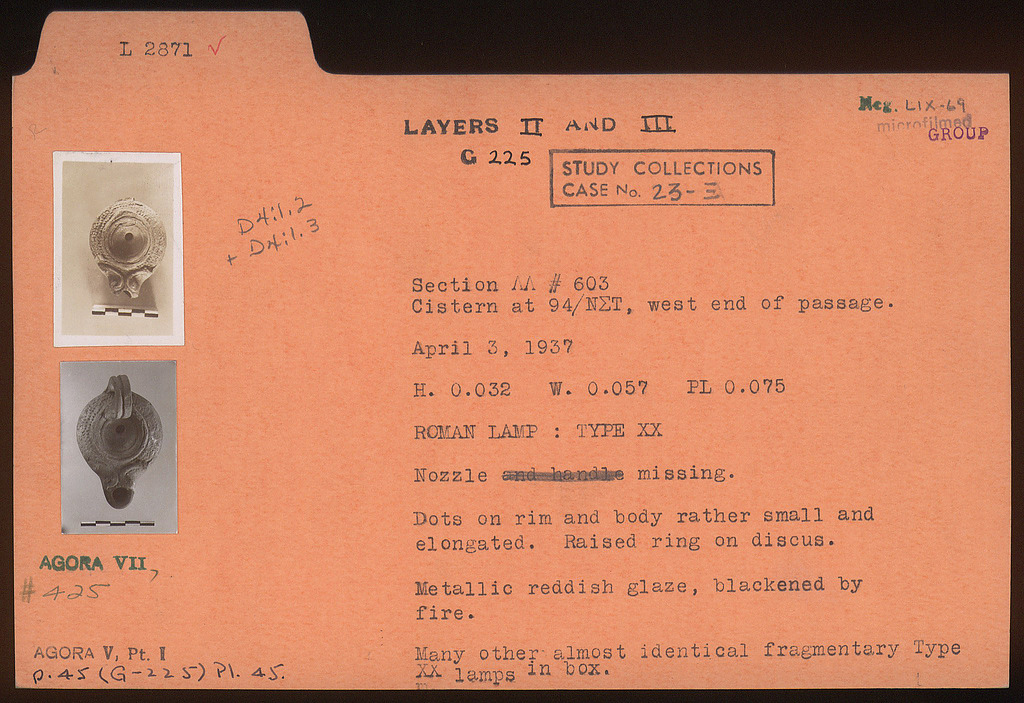 L 2871 ✓
Neg. LIX-69
microfilmed
GROUP
LAYERS II AND III
G 225
STUDY COLLECTIONS
CASE No. 23-
D4:1.2
+ D4:1.3
Section ΛΛ # 603
Cistern at 94/ΝΣΤ, west end of passage.
April 3, 1937
H. 0.032 W. 0.057 PL 0.075
ROMAN LAMP : TYPE XX
Nozzle and handle missing.
Dots on rim and body rather small and
elongated. Raised ring on discus.
Metallic reddish glaze, blackened by
fire.
Many other almost identical fragmentary Type
XX lamps in box.
AGORA VII,
# 425
AGORA V, Pt. I
p. 45 (G-225) Pl. 45.